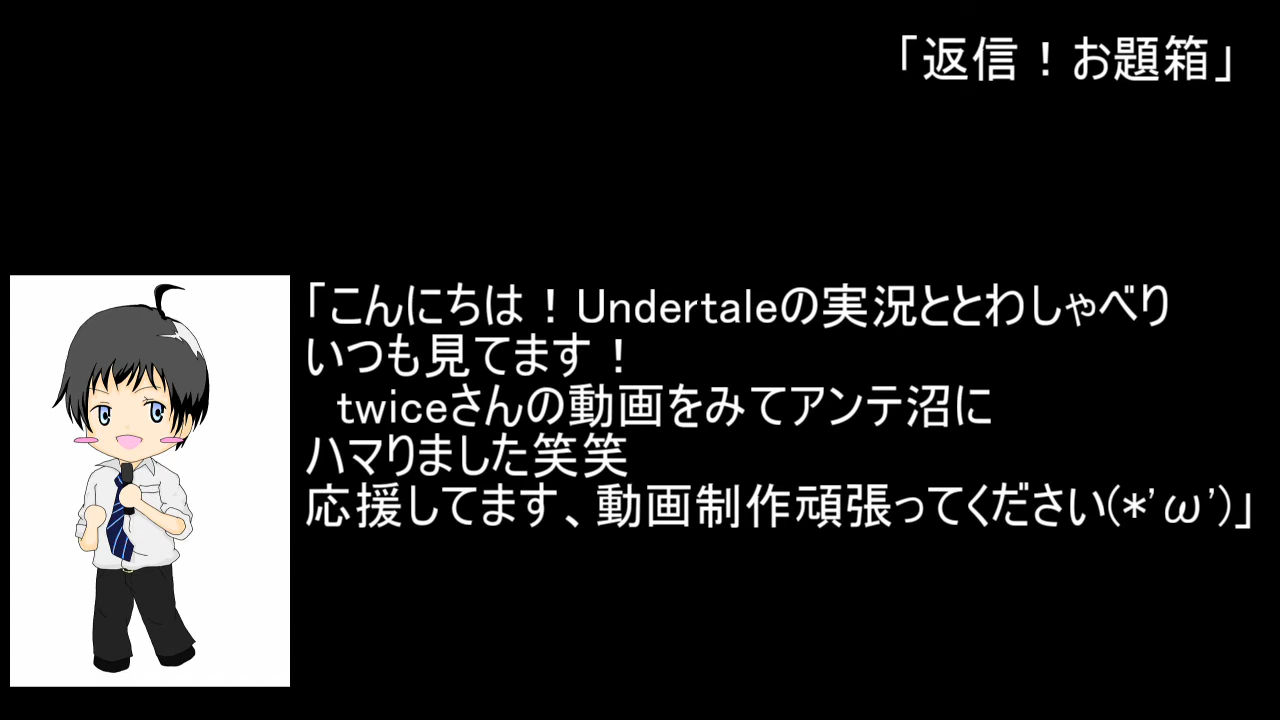 「返信！お題箱」
「こんにちは！Undertaleの実況ととわしゃべり
いつも見てます！
twiceさんの動画をみてアンテ沼に
ハマりました笑笑
応援してます、動画制作頑張ってください(*'ω')」